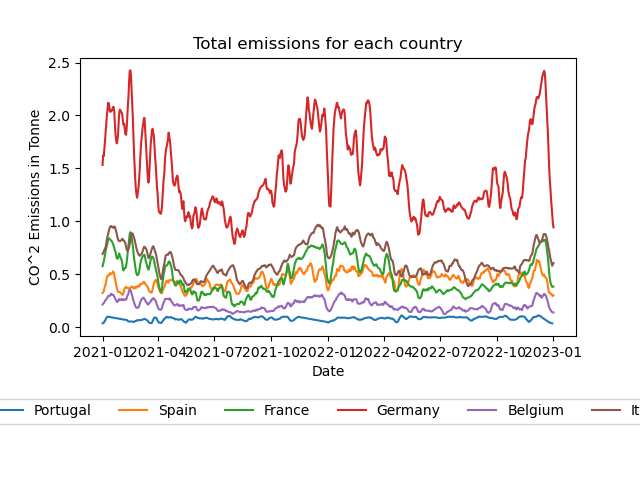 Total emissions for each country
CO^2 Emissions in Tonne
2.5
2.0
1.5
1.0
0.5
0.0
2021-01 2021-04 2021-07 2021-10 2022-01 2022-04 2022-07 2022-10 2023-01
Date
Portugal Spain France Germany Belgium It